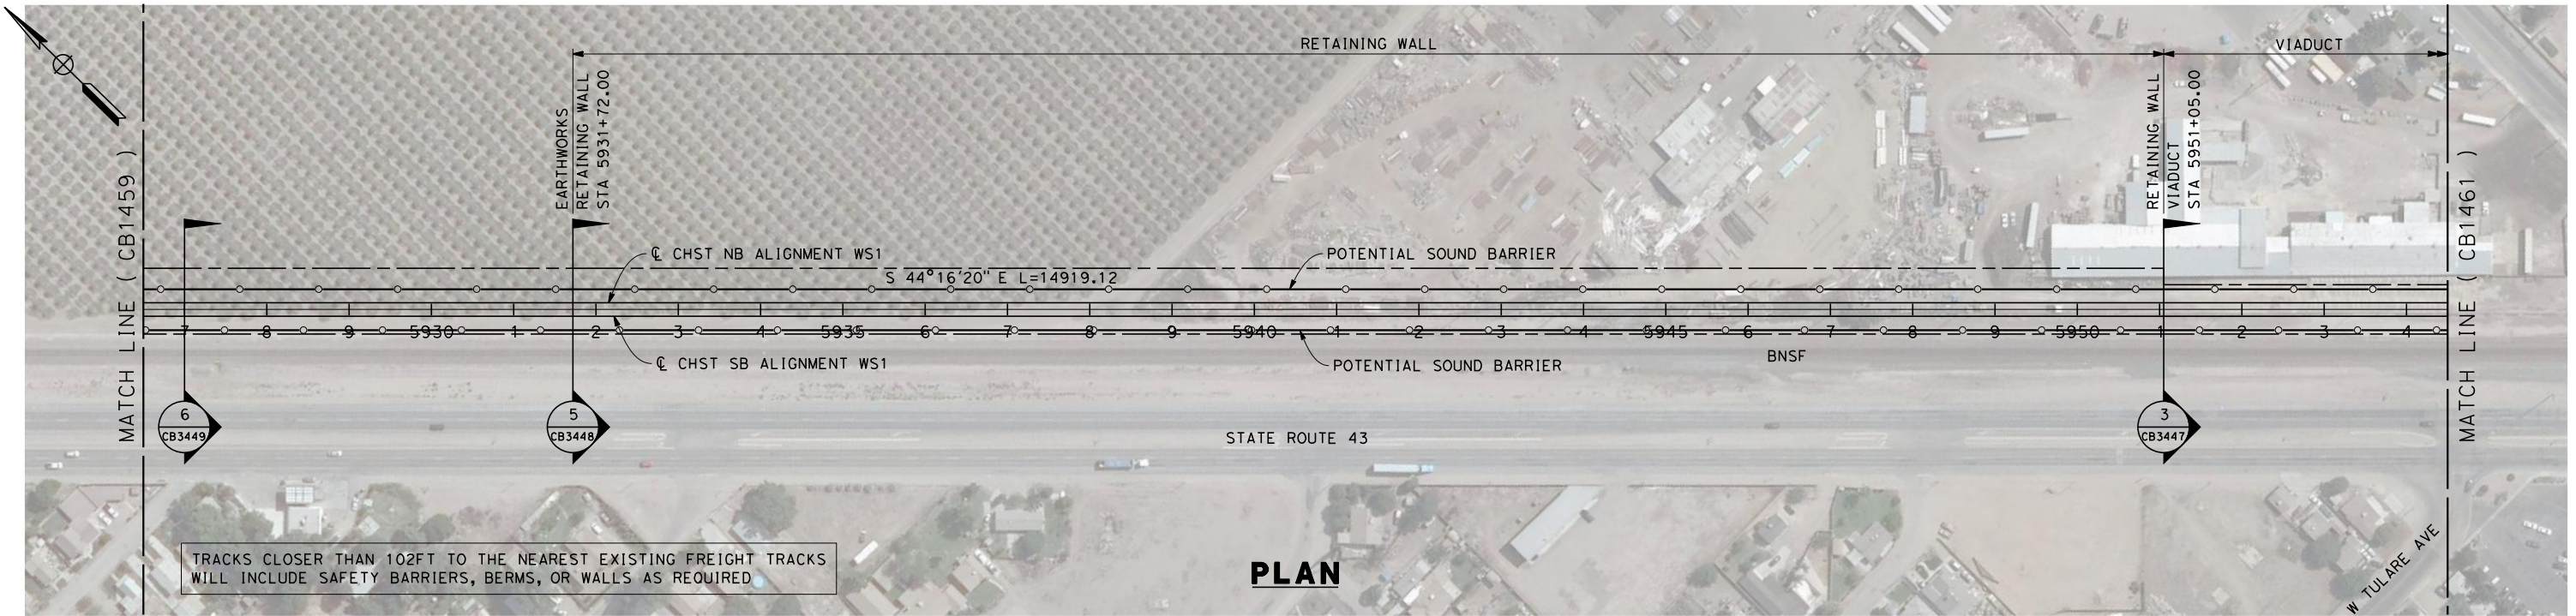 RETAINING WALL
VIADUCT
EARTHWORKS
RETAINING WALL
STA 5931+72.00
RETAINING WALL
VIADUCT
STA 5951+05.00
MATCH LINE ( CB1459 )
MATCH LINE ( CB1461 )
℄ CHST NB ALIGNMENT WS1
POTENTIAL SOUND BARRIER
S 44°16'20" E L=14919.12
7 8 9 5930 1 2 3 4 5935 6 7 8 9 5940 1 2 3 4 5945 6 7 8 9 5950 1 2 3 4
℄ CHST SB ALIGNMENT WS1
POTENTIAL SOUND BARRIER
BNSF
6
CB3449
5
CB3448
3
CB3447
STATE ROUTE 43
TRACKS CLOSER THAN 102FT TO THE NEAREST EXISTING FREIGHT TRACKS
WILL INCLUDE SAFETY BARRIERS, BERMS, OR WALLS AS REQUIRED
PLAN
W TULARE AVE